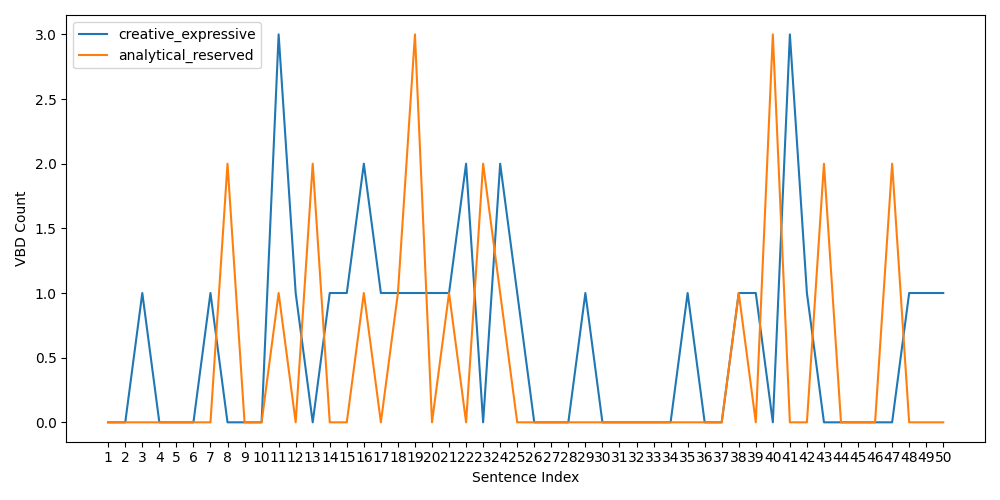 creative_expressive
analytical_reserved
3.0
2.5
2.0
1.5
1.0
0.5
0.0
VBD Count
1 2 3 4 5 6 7 8 9 10 11 12 13 14 15 16 17 18 19 20 21 22 23 24 25 26 27 28 29 30 31 32 33 34 35 36 37 38 39 40 41 42 43 44 45 46 47 48 49 50
Sentence Index